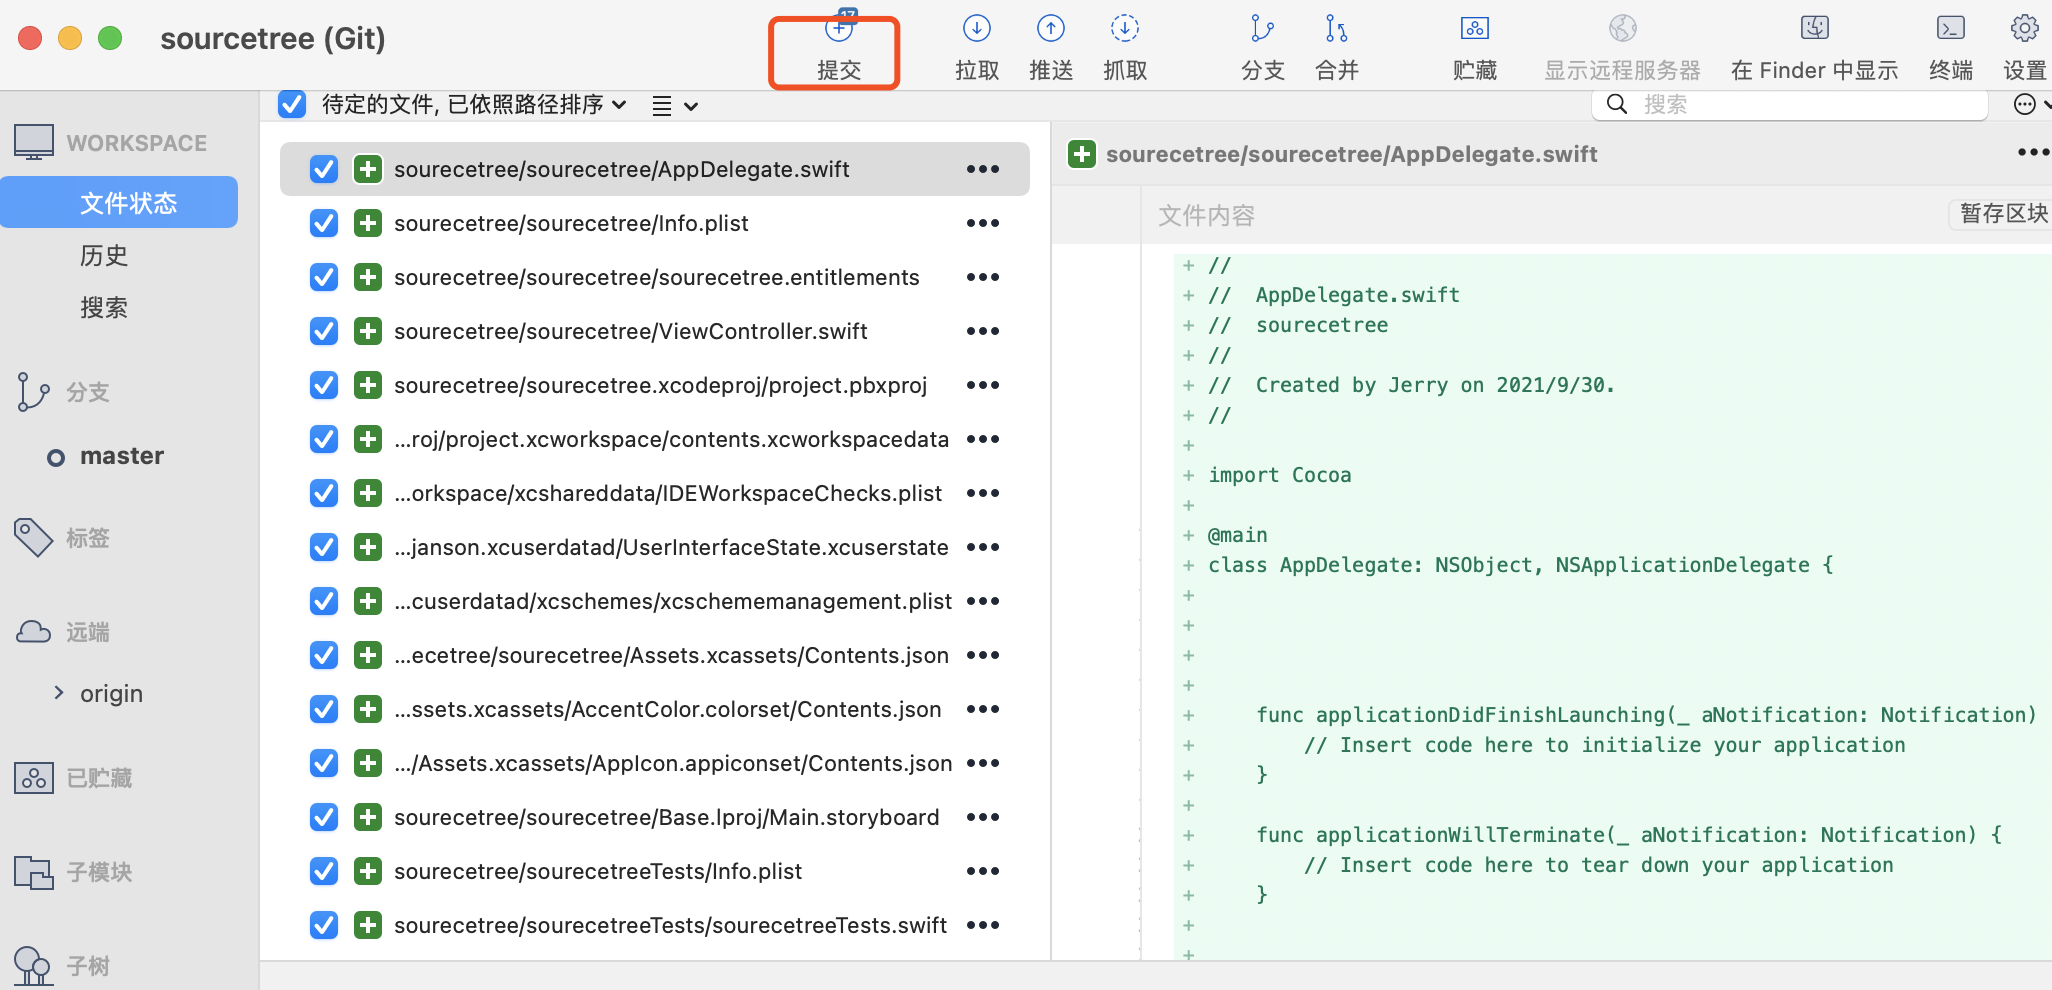 sourcetree (Git)
17
提交
拉取
推送
抓取
分支
合并
贮藏
显示远程服务器
在 Finder 中显示
终端
设置
待定的文件, 已依照路径排序
搜索
WORKSPACE
文件状态
历史
搜索
分支
master
标签
远端
origin
已贮藏
子模块
子树
sourecetree/sourecetree/AppDelegate.swift
sourecetree/sourecetree/Info.plist
sourecetree/sourecetree/sourecetree.entitlements
sourecetree/sourecetree/ViewController.swift
sourecetree/sourecetree.xcodeproj/project.pbxproj
...roj/project.xcworkspace/contents.xcworkspacedata
...orkspace/xcshareddata/IDEWorkspaceChecks.plist
...janson.xcuserdatad/UserInterfaceState.xcuserstate
...cuserdatad/xcschemes/xcschememanagement.plist
...ecetree/sourecetree/Assets.xcassets/Contents.json
...ssets.xcassets/AccentColor.colorset/Contents.json
.../Assets.xcassets/AppIcon.appiconset/Contents.json
sourecetree/sourecetree/Base.lproj/Main.storyboard
sourecetree/sourecetreeTests/Info.plist
sourecetree/sourecetreeTests/sourecetreeTests.swift
sourecetree/sourecetree/AppDelegate.swift
文件内容
暂存区块
+ //
+ //  AppDelegate.swift
+ //  sourecetree
+ //
+ //  Created by Jerry on 2021/9/30.
+ //
+
+ import Cocoa
+
+ @main
+ class AppDelegate: NSObject, NSApplicationDelegate {
+
+
+
+
+     func applicationDidFinishLaunching(_ aNotification: Notification)
+         // Insert code here to initialize your application
+     }
+
+     func applicationWillTerminate(_ aNotification: Notification) {
+         // Insert code here to tear down your application
+     }
+
+